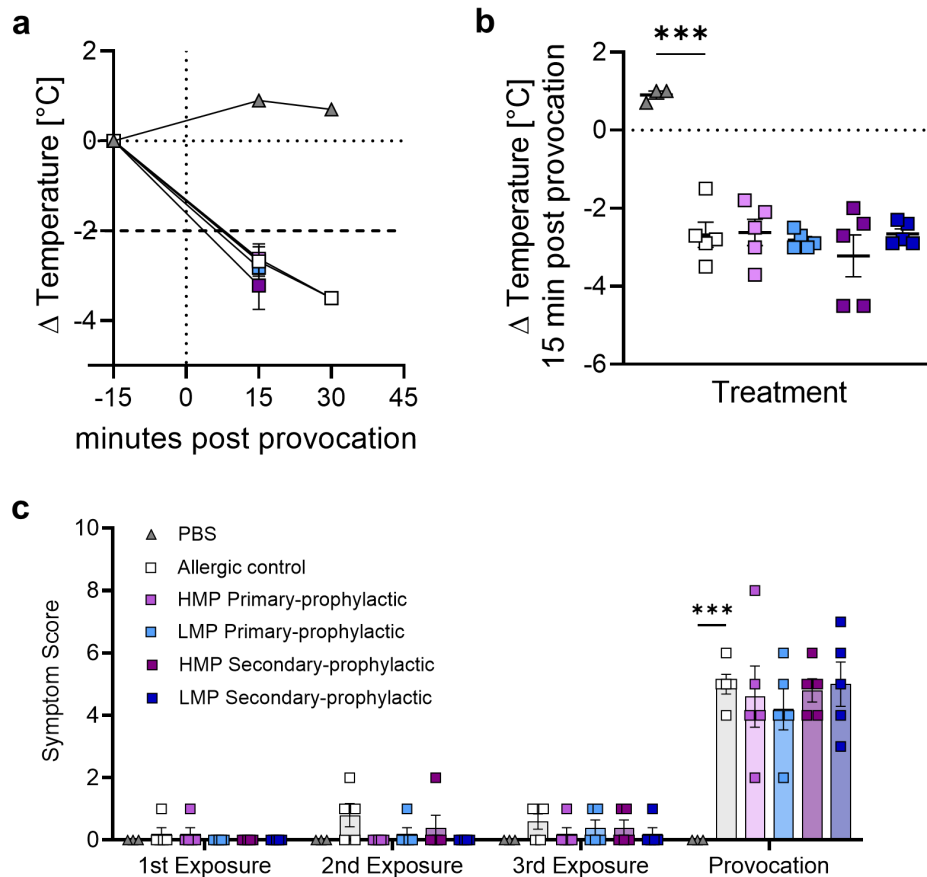 a
2
0
-2
-4
Δ Temperature [°C]
-15 0 15 30 45
minutes post provocation
b
***
2
0
-2
-4
-6
Δ Temperature [°C]
15 min post provocation
Treatment
c
10
8
6
4
2
0
Symptom Score
PBS
Allergic control
HMP Primary-prophylactic
LMP Primary-prophylactic
HMP Secondary-prophylactic
LMP Secondary-prophylactic
***
1st Exposure 2nd Exposure 3rd Exposure Provocation